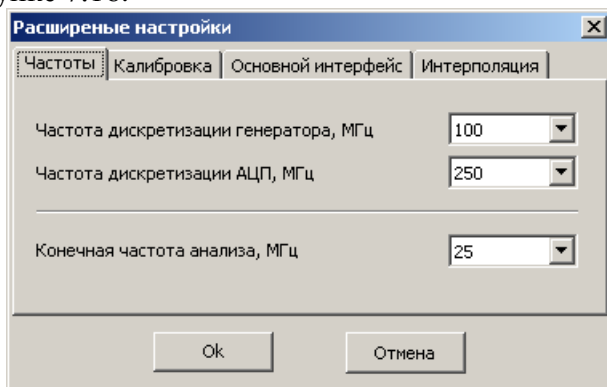 Расширеные настройки
Частоты Калибровка Основной интерфейс Интерполяция
Частота дискретизации генератора, МГц 100
Частота дискретизации АЦП, МГц 250
Конечная частота анализа, МГц 25
Ok Отмена